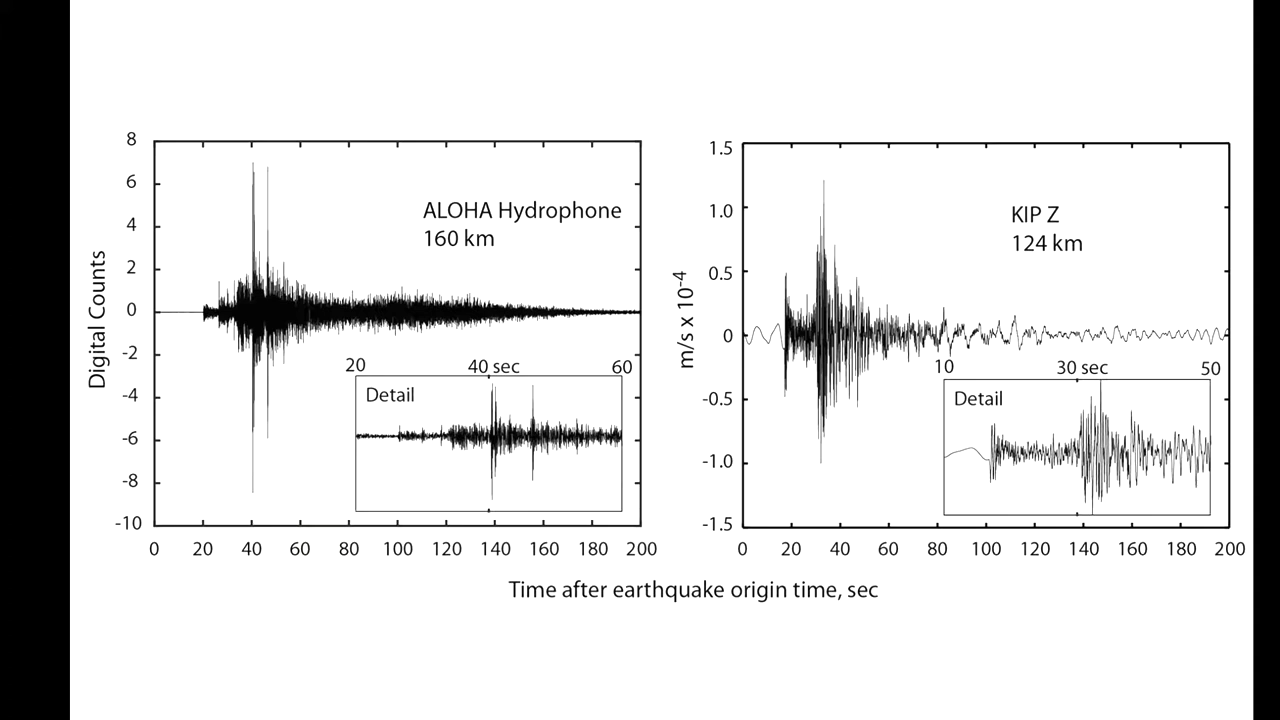 8
6
4
2
0
-2
-4
-6
-8
-10
Digital Counts
ALOHA Hydrophone
160 km
20 40 sec 60
Detail
0 20 40 60 80 100 120 140 160 180 200
1.5
1.0
0.5
0
-0.5
-1.0
-1.5
m/s x 10-4
KIP Z
124 km
10 30 sec 50
Detail
0 20 40 60 80 100 120 140 160 180 200
Time after earthquake origin time, sec